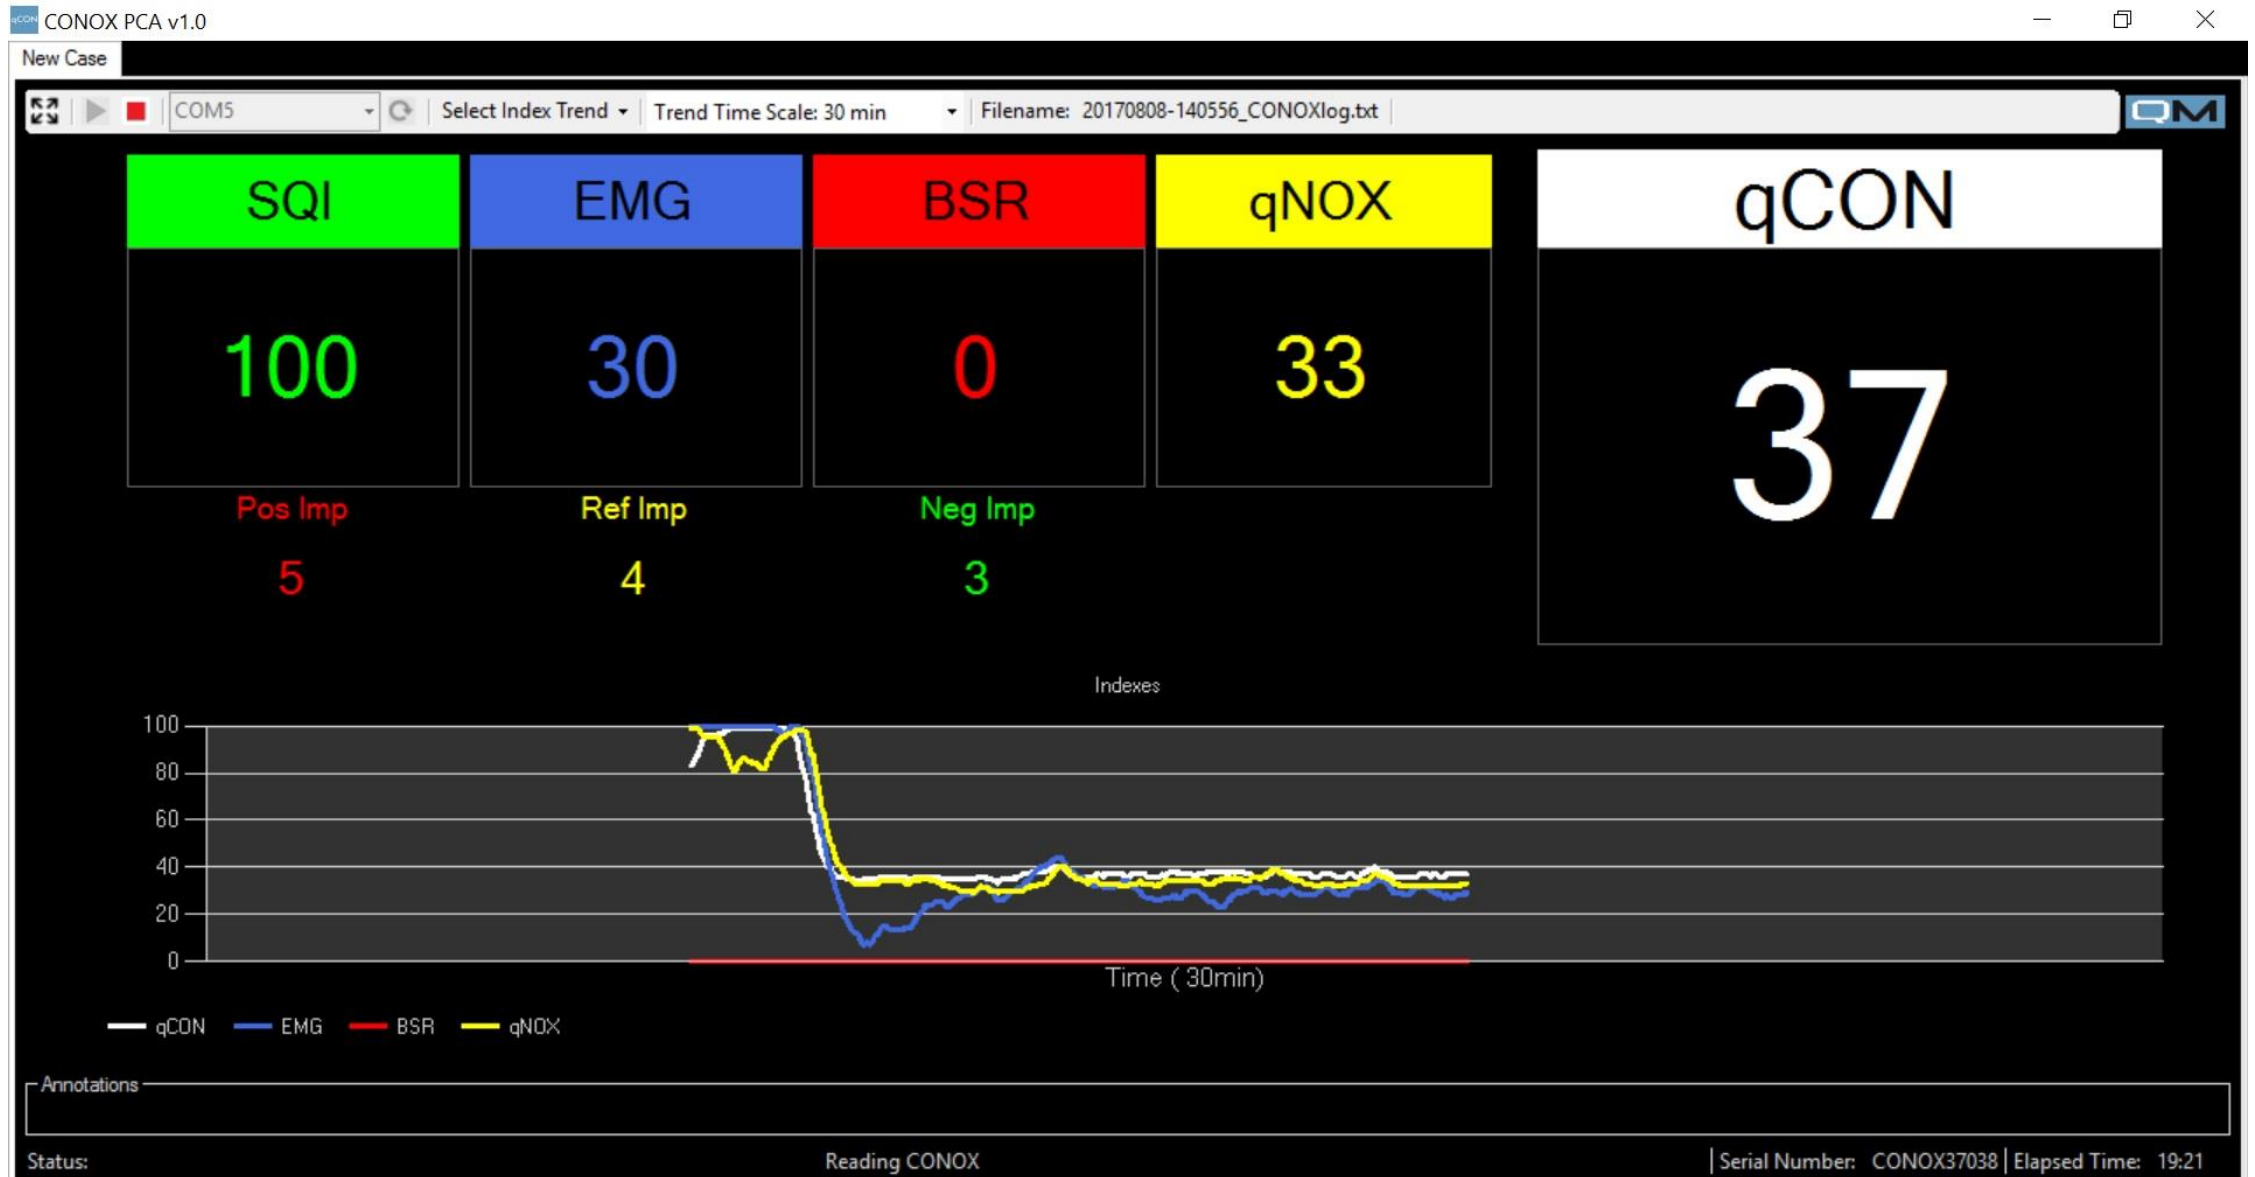 qCON CONOX PCA v1.0
New Case
COM5 Select Index Trend Trend Time Scale: 30 min Filename: 20170808-140556_CONOXlog.txt QM
SQI EMG BSR qNOX qCON
100 30 0 33 37
Pos Imp Ref Imp Neg Imp
5 4 3
Indexes
100
80
60
40
20
0
Time ( 30min)
qCON EMG BSR qNOX
Annotations
Status: Reading CONOX Serial Number: CONOX37038 Elapsed Time: 19:21